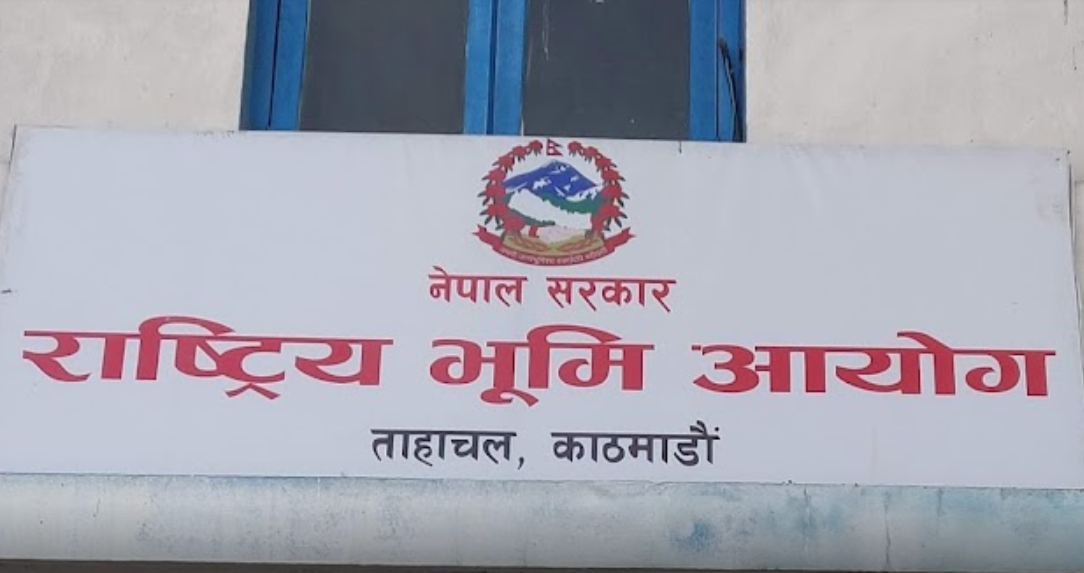 नेपाल सरकार
राष्ट्रिय भूमि आयोग
ताहाचल, काठमाडौं